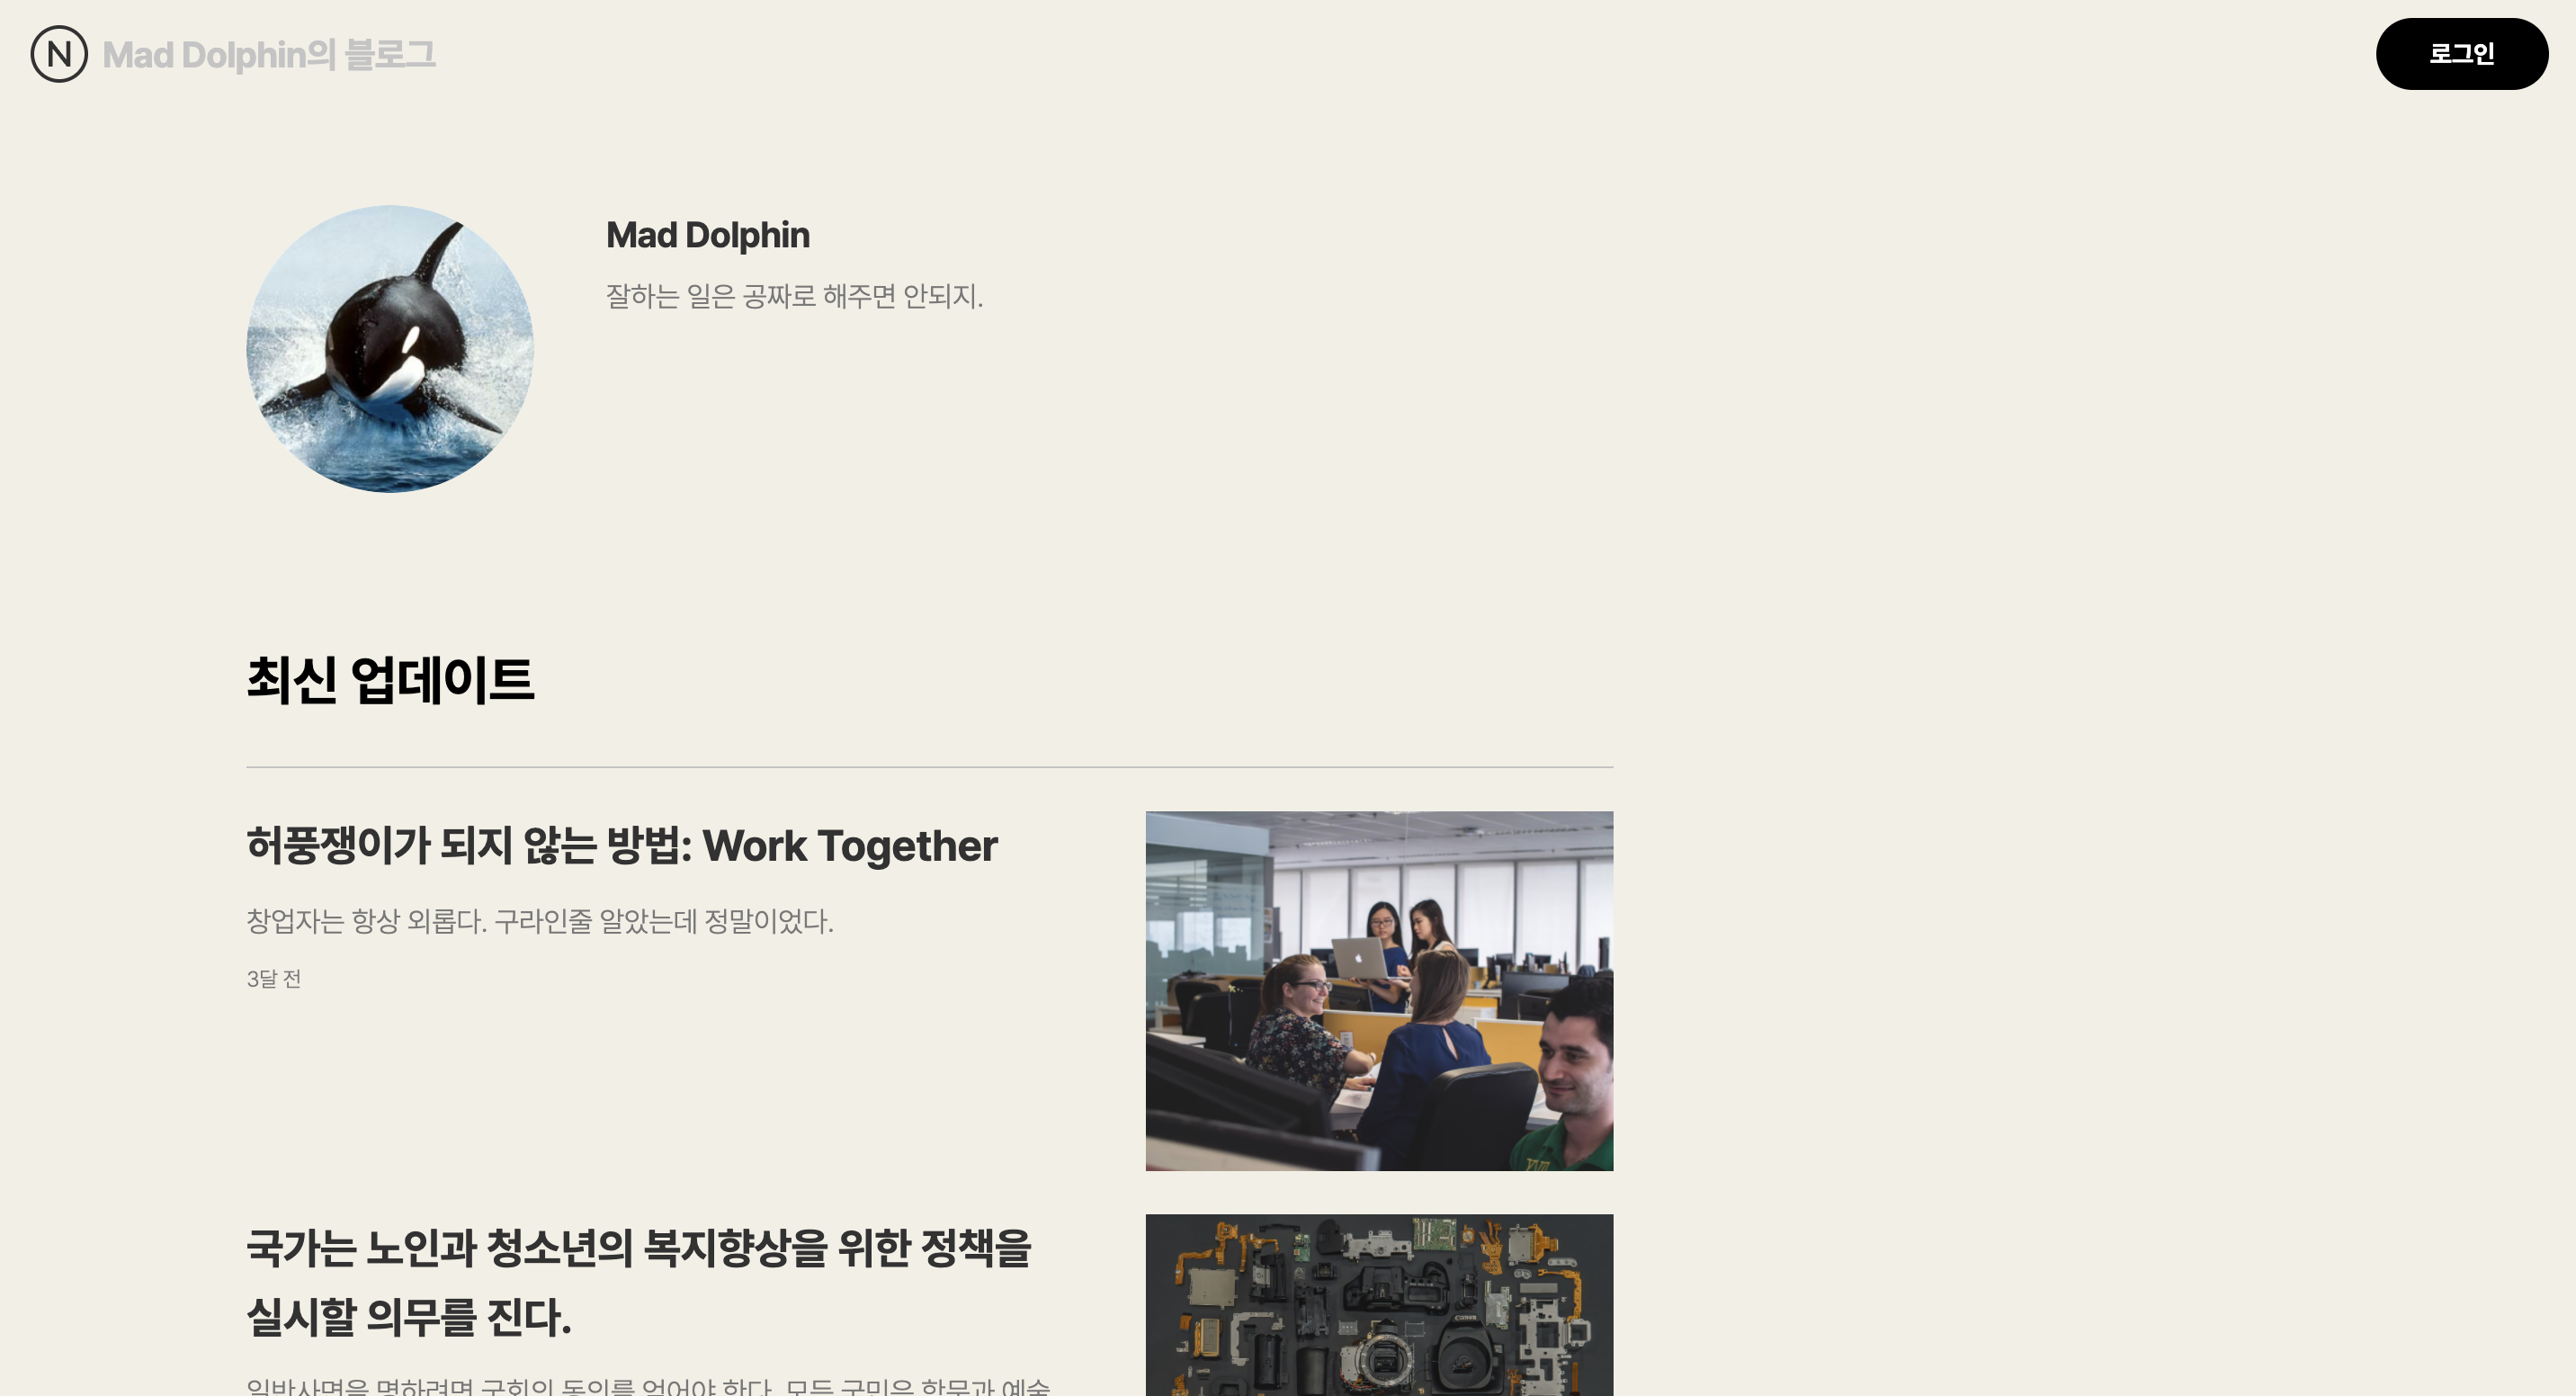 N Mad Dolphin의 블로그
로그인
Mad Dolphin
잘하는 일은 공짜로 해주면 안되지.
최신 업데이트
허풍쟁이가 되지 않는 방법: Work Together
창업자는 항상 외롭다. 구라인줄 알았는데 정말이었다.
3달 전
국가는 노인과 청소년의 복지향상을 위한 정책을
실시할 의무를 진다.
일반사면을 명하려면 국회의 동의를 얻어야 한다. 모든 국민은 학문과 예술
Canon